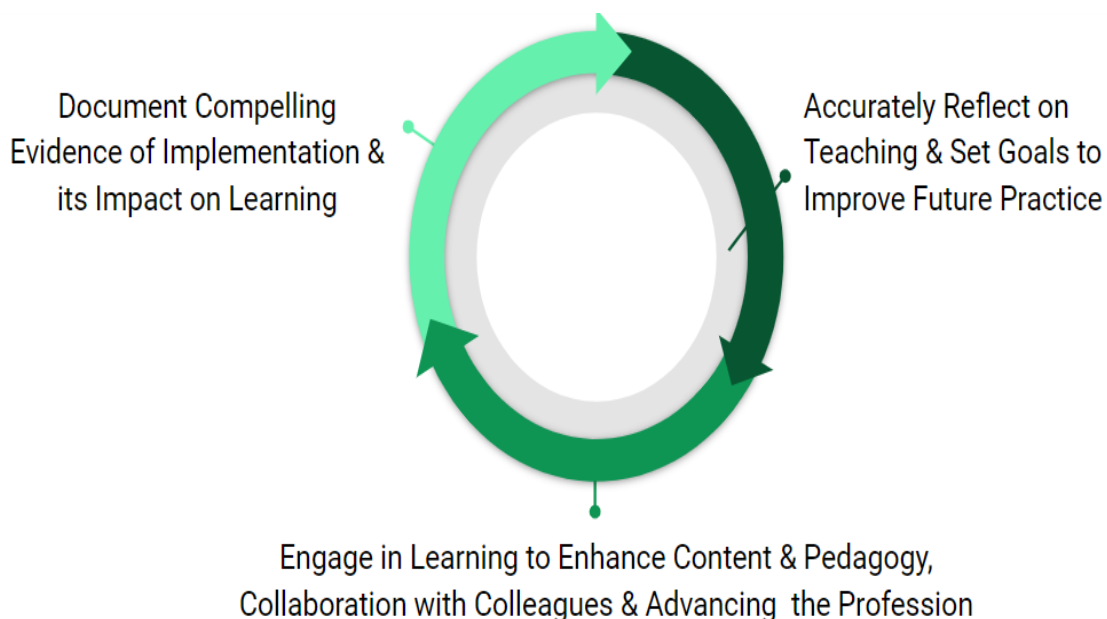 Document Compelling
Evidence of Implementation &
its Impact on Learning
Accurately Reflect on
Teaching & Set Goals to
Improve Future Practice
Engage in Learning to Enhance Content & Pedagogy,
Collaboration with Colleagues & Advancing the Profession